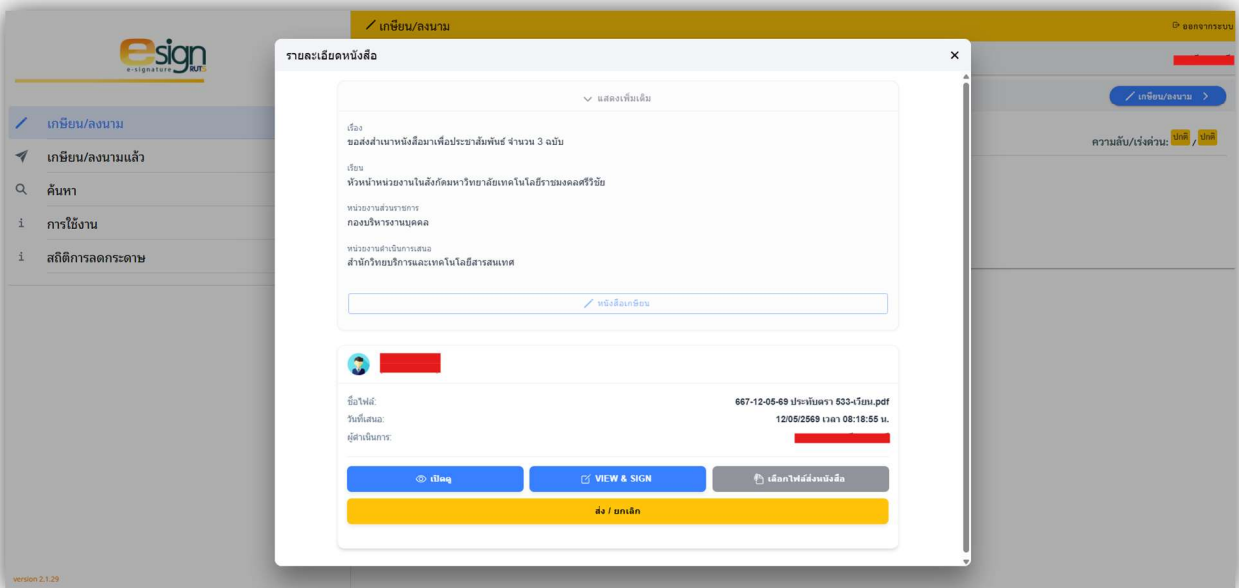 เกษียน/ลงนาม
ออกจากระบบ
esign
e-signature RUTS
รายละเอียดหนังสือ
เกษียน/ลงนาม
เกษียน/ลงนาม
เกษียน/ลงนามแล้ว
ค้นหา
การใช้งาน
สถิติการลดกระดาษ
ความลับ/เร่งด่วน: ปกติ / ปกติ
แสดงเพิ่มเติม
เรื่อง
ขอส่งสำเนาหนังสือมาเพื่อประชาสัมพันธ์ จำนวน 3 ฉบับ
เรียน
หัวหน้าหน่วยงานในสังกัดมหาวิทยาลัยเทคโนโลยีราชมงคลศรีวิชัย
หน่วยงานส่วนราชการ
กองบริหารงานบุคคล
หน่วยงานดำเนินการเสนอ
สำนักวิทยบริการและเทคโนโลยีสารสนเทศ
หนังสือเกษียน
ชื่อไฟล์: 667-12-05-69 ประทับตรา 533-เวียน.pdf
วันที่เสนอ: 12/05/2569 เวลา 08:18:55 น.
ผู้ดำเนินการ:
เปิดดู
VIEW & SIGN
เลือกไฟล์ส่งหนังสือ
ส่ง / ยกเลิก
version 2.1.29